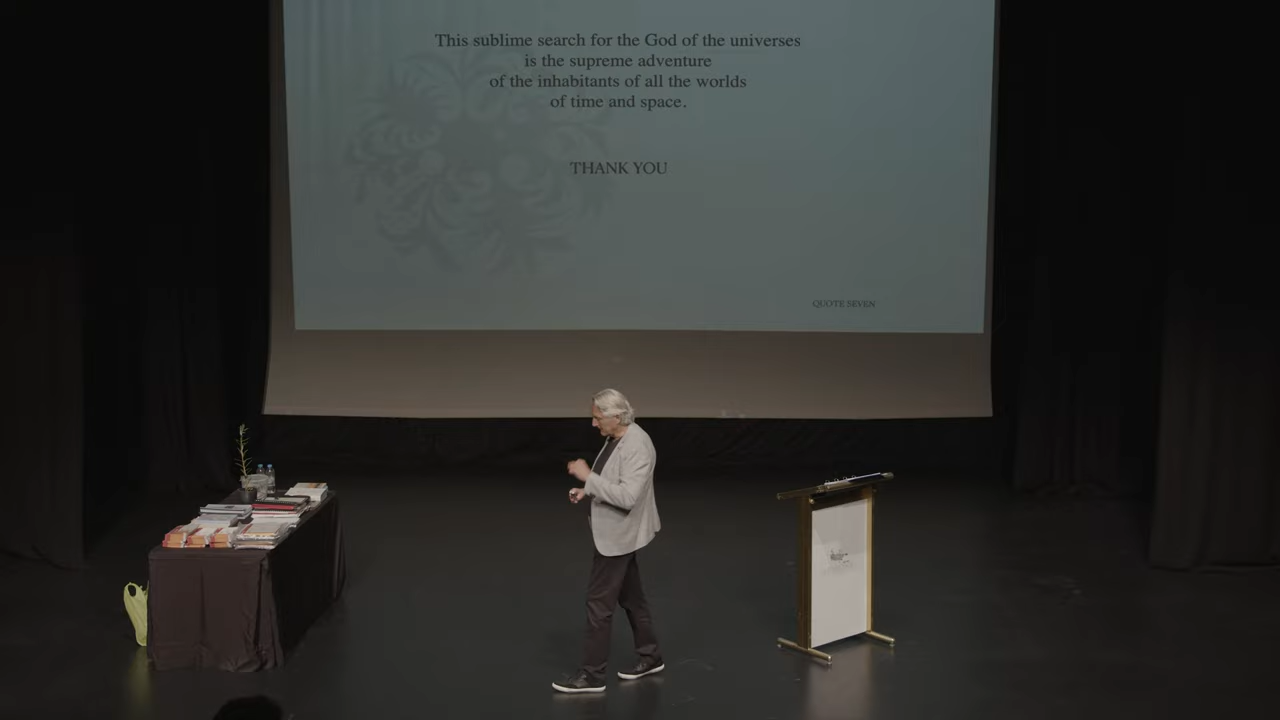 This sublime search for the God of the universes
is the supreme adventure
of the inhabitants of all the worlds
of time and space.
THANK YOU
QUOTE SEVEN